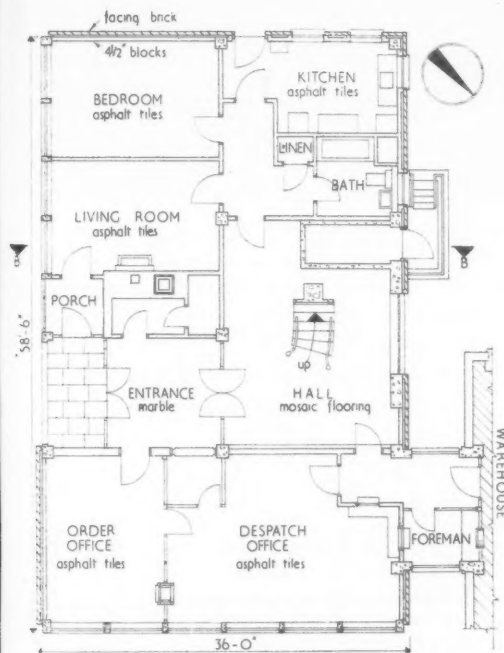 facing brick
4½" blocks
BEDROOM
asphalt tiles
KITCHEN
asphalt tiles
LINEN
BATH
LIVING ROOM
asphalt tiles
B
B
PORCH
58'-6"
up
ENTRANCE
marble
HALL
mosaic flooring
WAREHOUSE
ORDER
OFFICE
asphalt tiles
DESPATCH
OFFICE
asphalt tiles
FOREMAN
36-0"